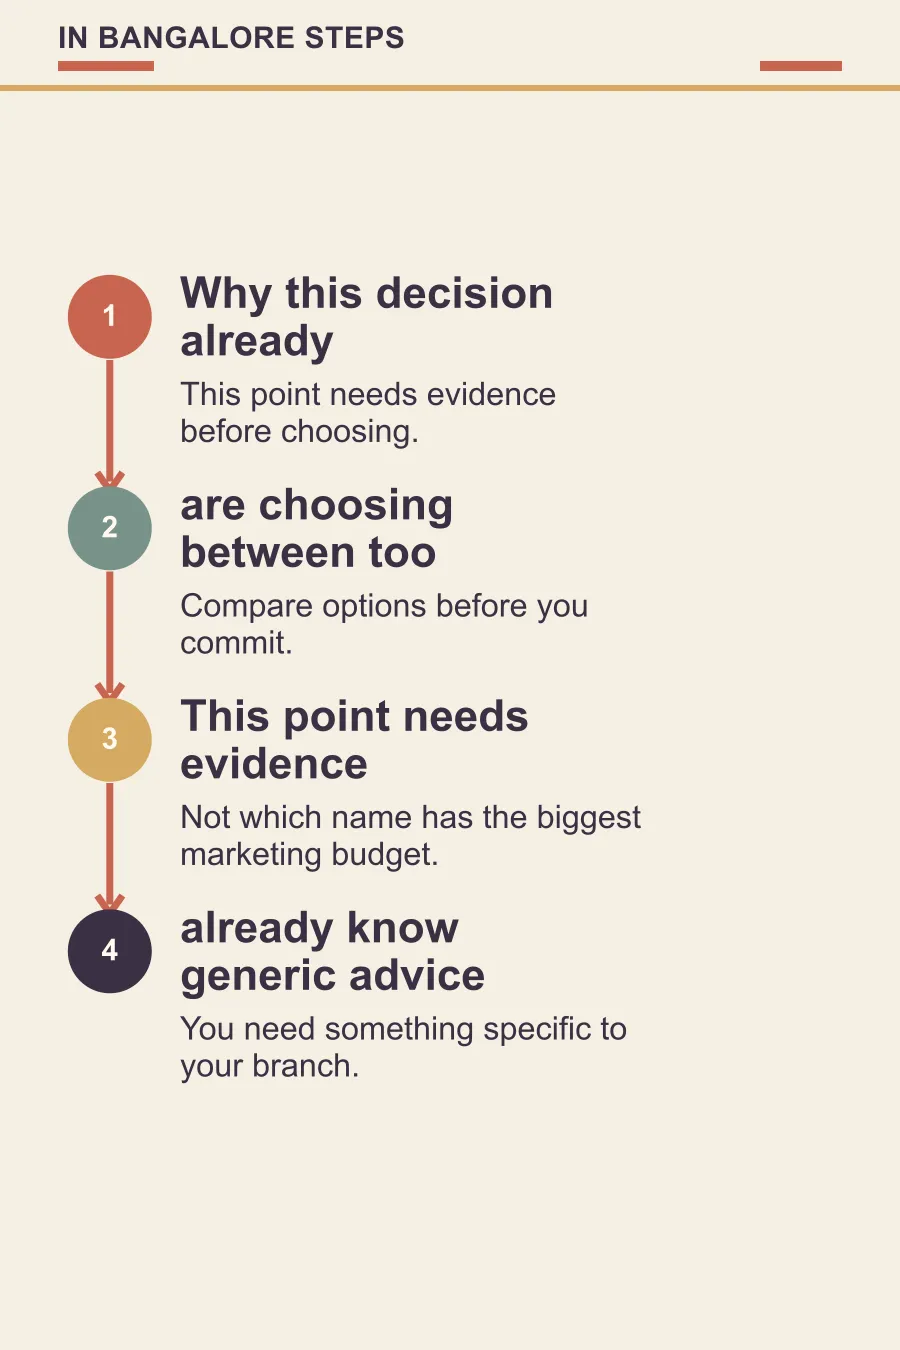 IN BANGALORE STEPS
1
Why this decision
already
This point needs evidence
before choosing.
2
are choosing
between too
Compare options before you
commit.
3
This point needs
evidence
Not which name has the biggest
marketing budget.
4
already know
generic advice
You need something specific to
your branch.